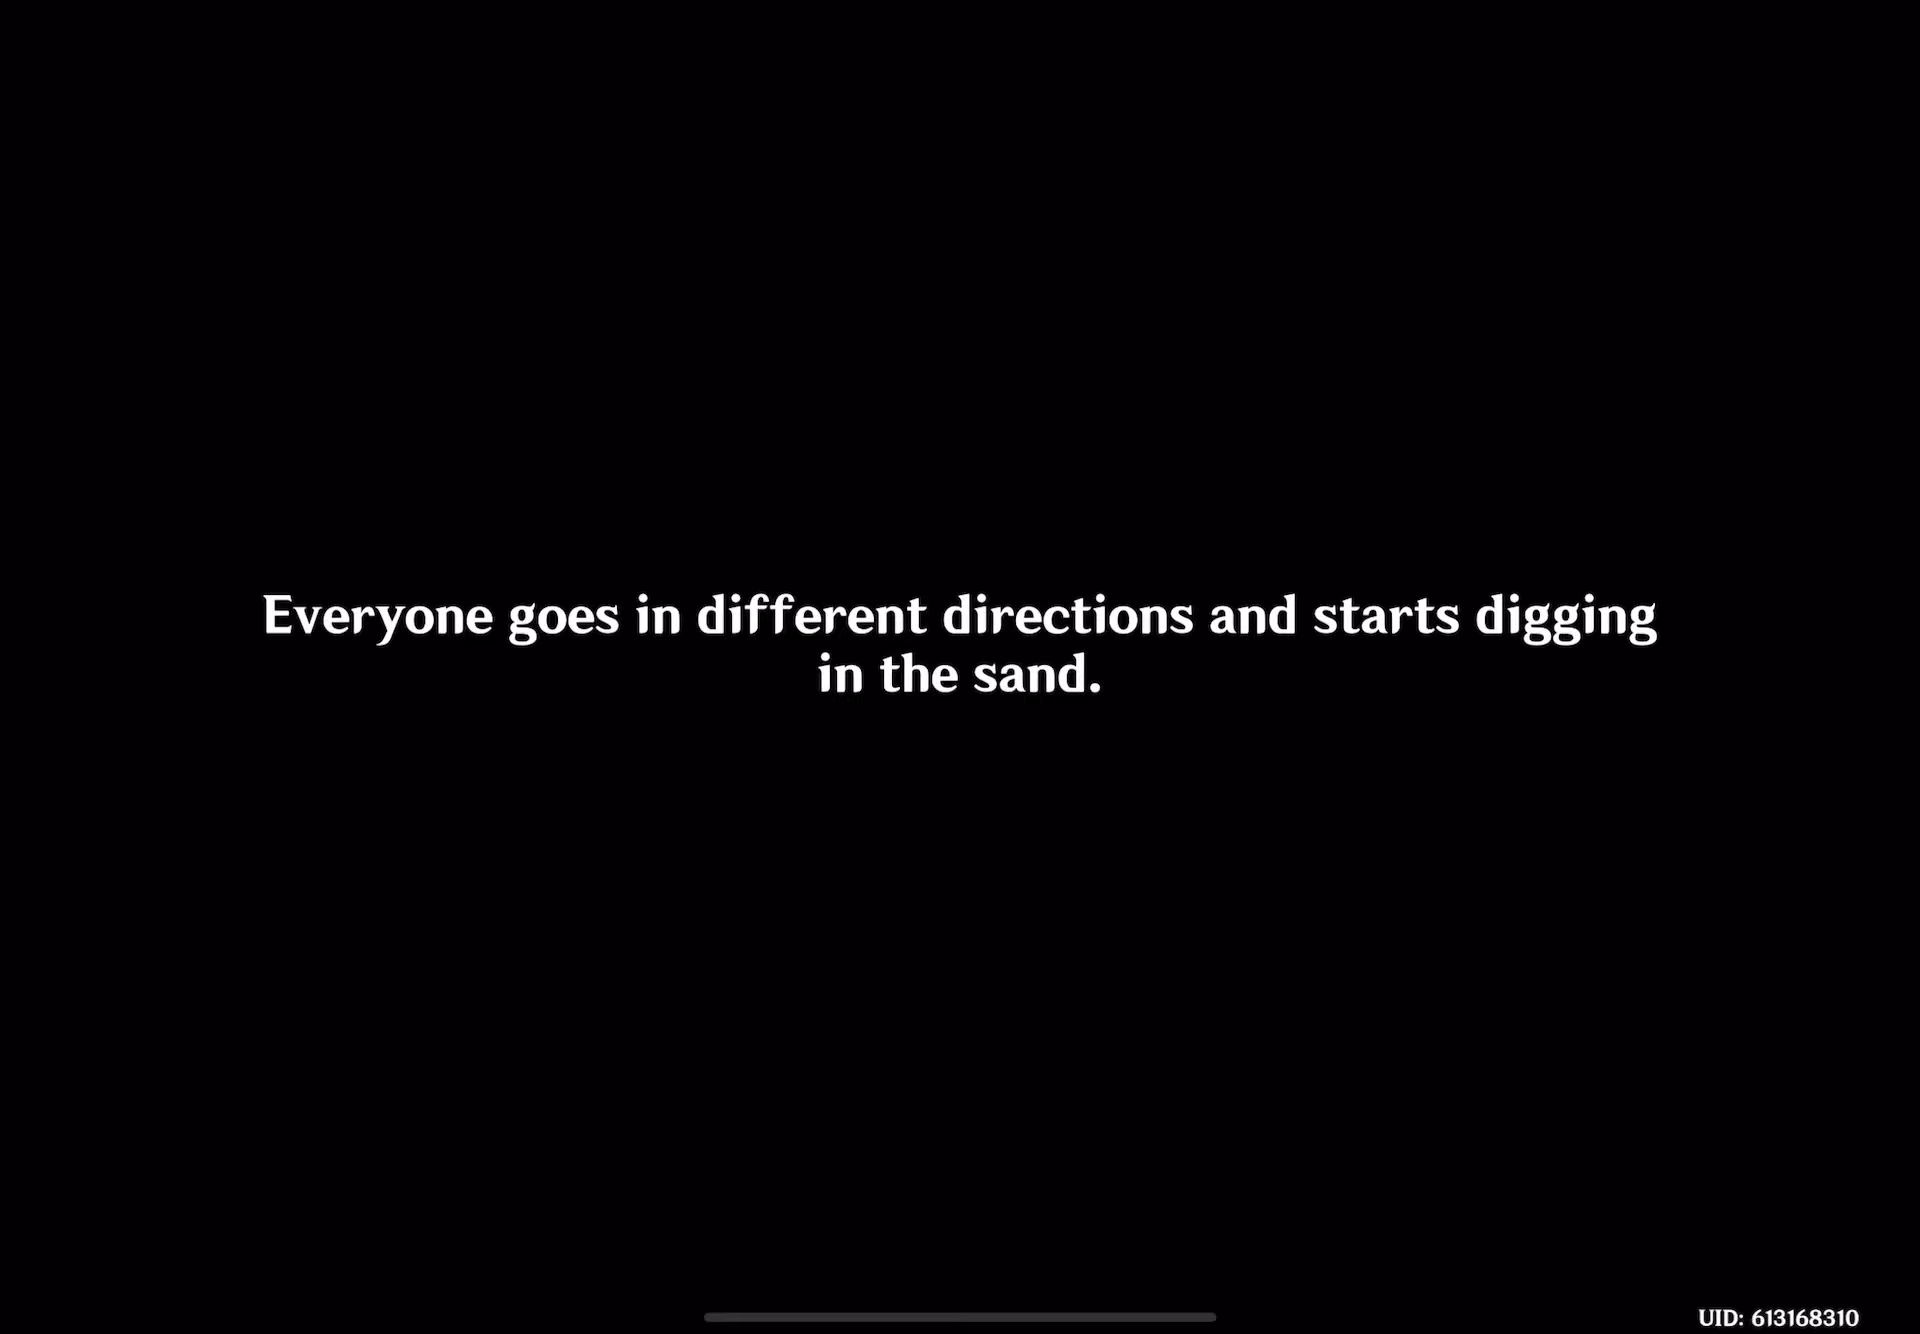 Everyone goes in different directions and starts digging
in the sand.
UID: 613168310